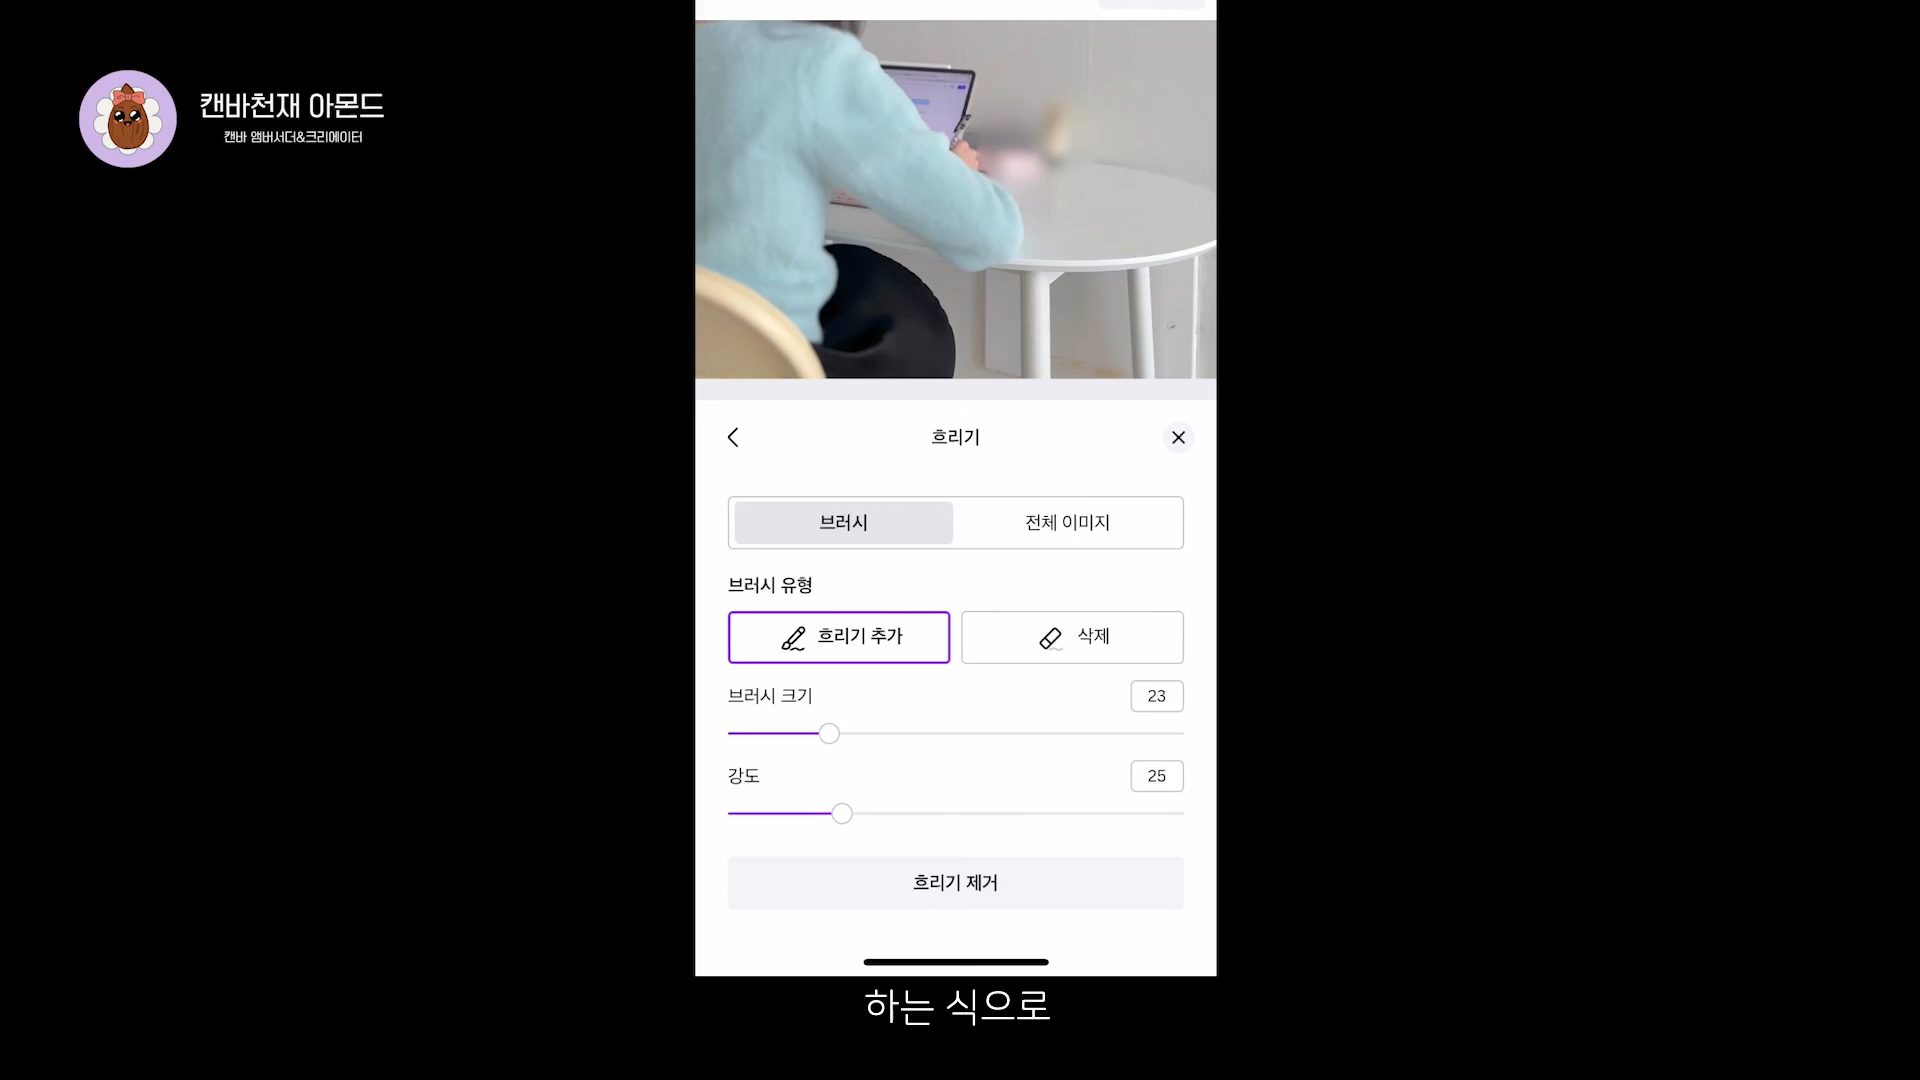 캔바천재 아몬드
캔바 앰버서더&크리에이터
흐리기
브러시
전체 이미지
브러시 유형
흐리기 추가
삭제
브러시 크기
23
강도
25
흐리기 제거
하는 식으로